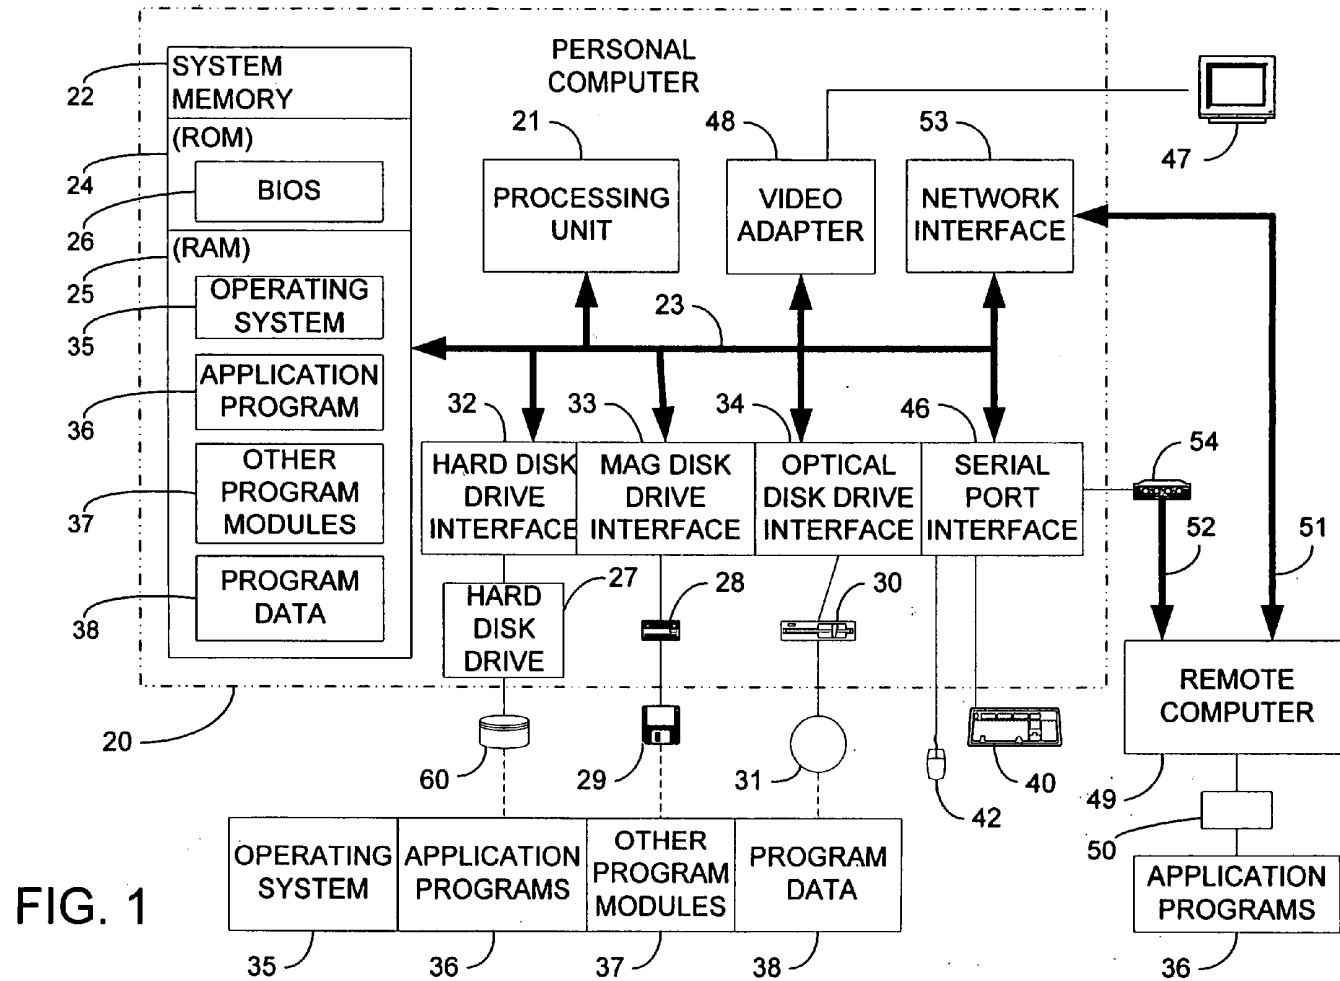 PERSONAL
COMPUTER
SYSTEM
MEMORY
22
(ROM)
24
BIOS
26
(RAM)
25
OPERATING
SYSTEM
35
APPLICATION
PROGRAM
36
OTHER
PROGRAM
MODULES
37
PROGRAM
DATA
38
21
PROCESSING
UNIT
48
VIDEO
ADAPTER
53
NETWORK
INTERFACE
47
23
32
HARD DISK
DRIVE
INTERFACE
33
MAG DISK
DRIVE
INTERFACE
34
OPTICAL
DISK DRIVE
INTERFACE
46
SERIAL
PORT
INTERFACE
54
52
51
27
HARD
DISK
DRIVE
28
30
20
60
29
31
42
40
REMOTE
COMPUTER
49
50
APPLICATION
PROGRAMS
36
OPERATING
SYSTEM
35
APPLICATION
PROGRAMS
36
OTHER
PROGRAM
MODULES
37
PROGRAM
DATA
38
FIG. 1